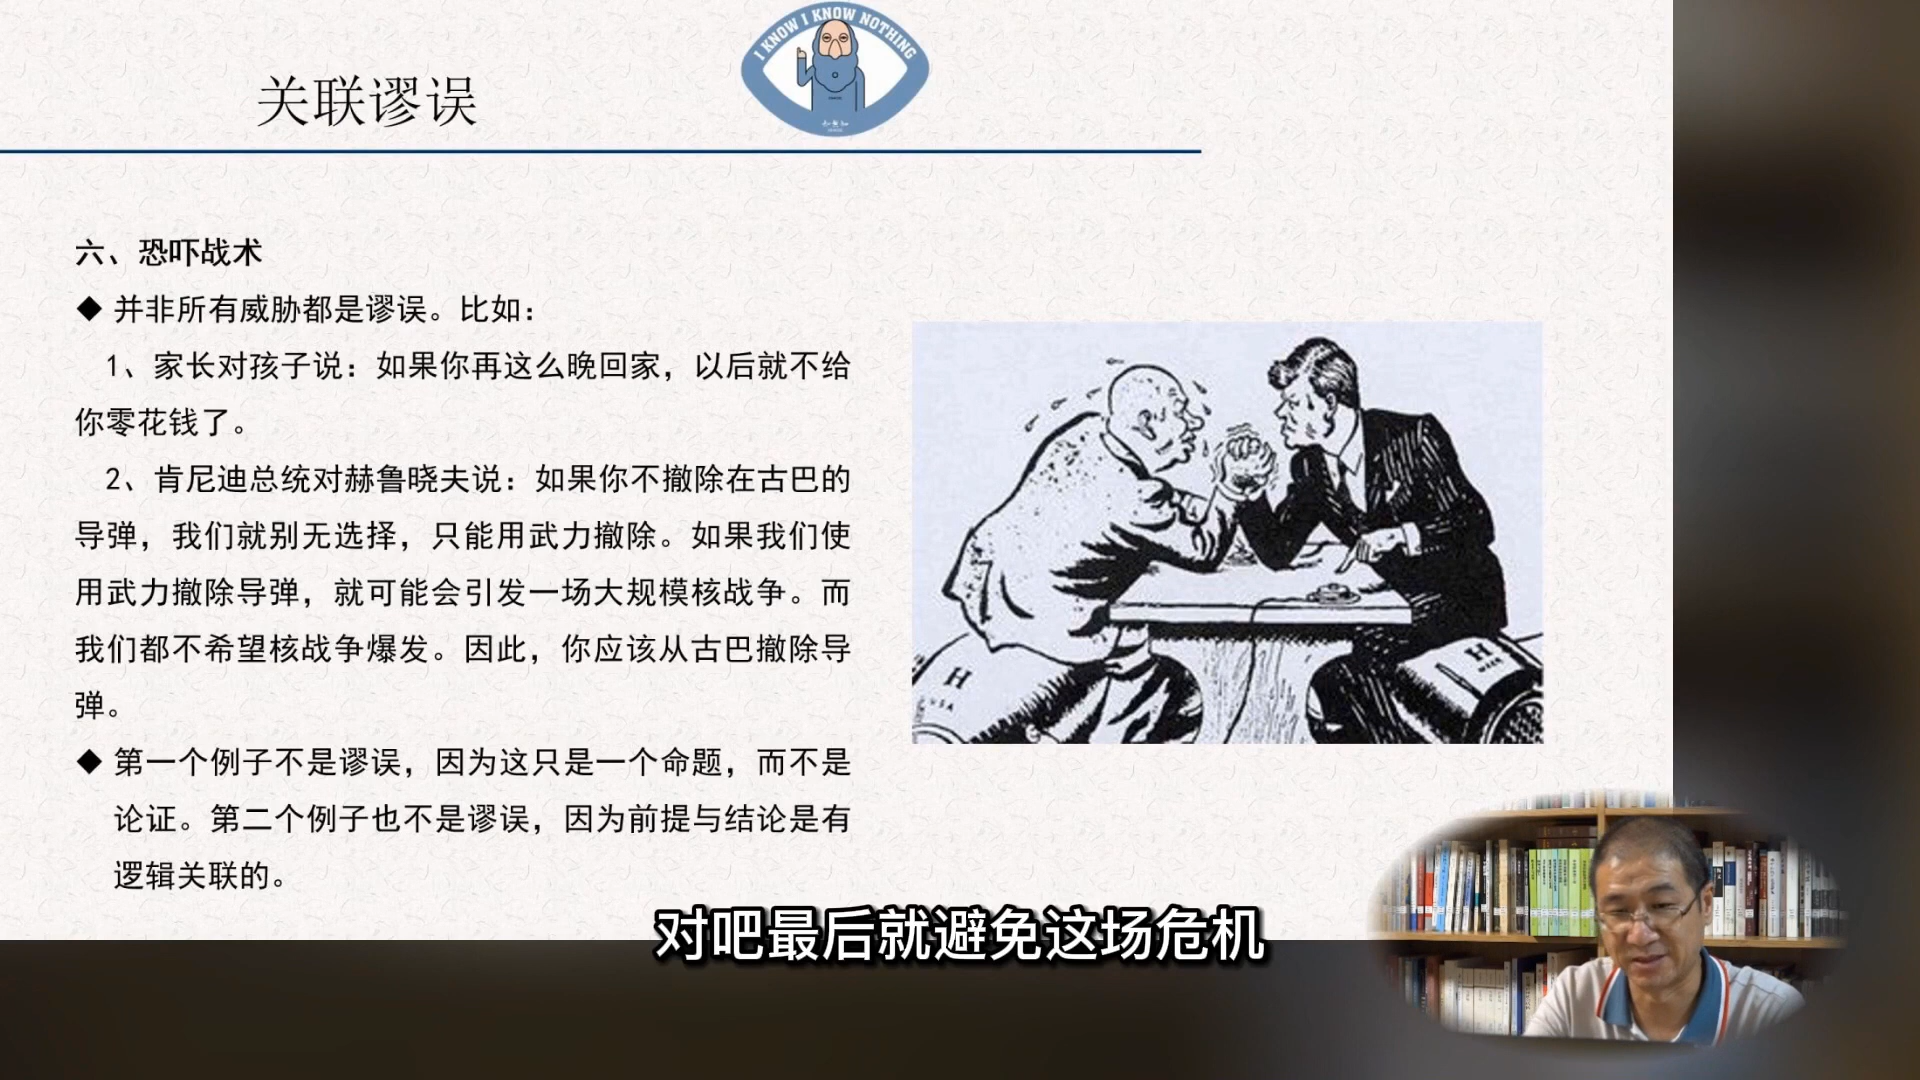 I KNOW I KNOW NOTHING
关联谬误
六、恐吓战术
◆ 并非所有威胁都是谬误。比如：
1、家长对孩子说：如果你再这么晚回家，以后就不给
你零花钱了。
2、肯尼迪总统对赫鲁晓夫说：如果你不撤除在古巴的
导弹，我们就别无选择，只能用武力撤除。如果我们使
用武力撤除导弹，就可能会引发一场大规模核战争。而
我们都不希望核战争爆发。因此，你应该从古巴撤除导
弹。
◆ 第一个例子不是谬误，因为这只是一个命题，而不是
论证。第二个例子也不是谬误，因为前提与结论是有
逻辑关联的。
H
USA
H
对吧最后就避免这场危机